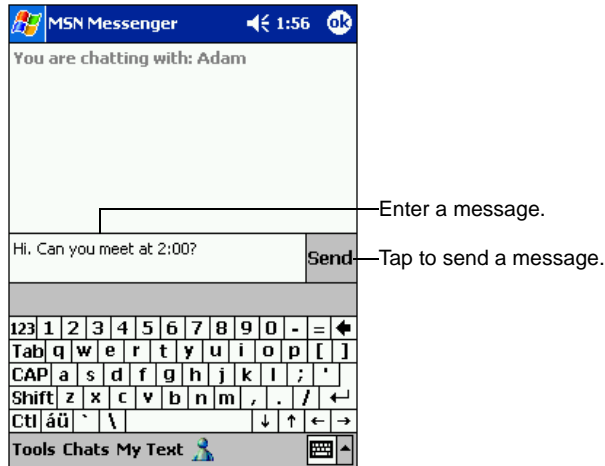 MSN Messenger 1:56 ok
You are chatting with: Adam
Enter a message.
Hi. Can you meet at 2:00?
Send
Tap to send a message.
123 1 2 3 4 5 6 7 8 9 0 - =
Tab q w e r t y u i o p [ ]
CAP a s d f g h j k l ; '
Shift z x c v b n m , . /
Ctl áü ` \ ↓ ↑ ← →
Tools Chats My Text